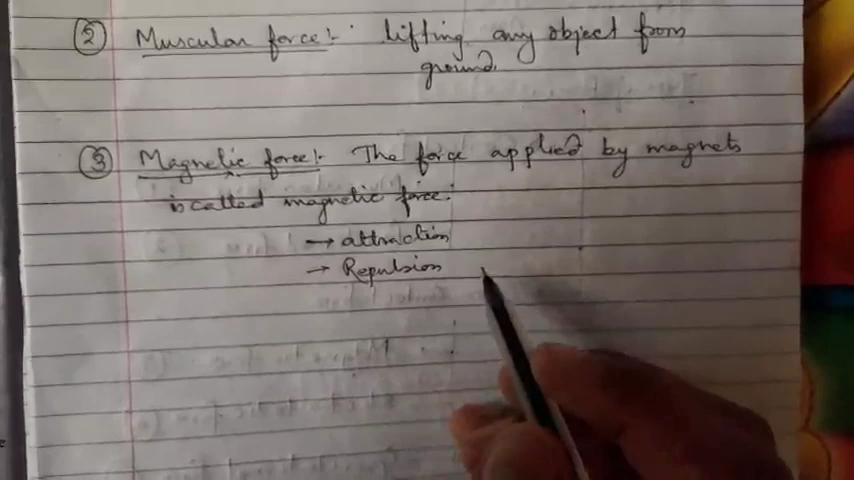 ② Muscular force:- lifting any object from
ground.
③ Magnetic force:- The force applied by magnets
is called magnetic force.
→ attraction
→ Repulsion